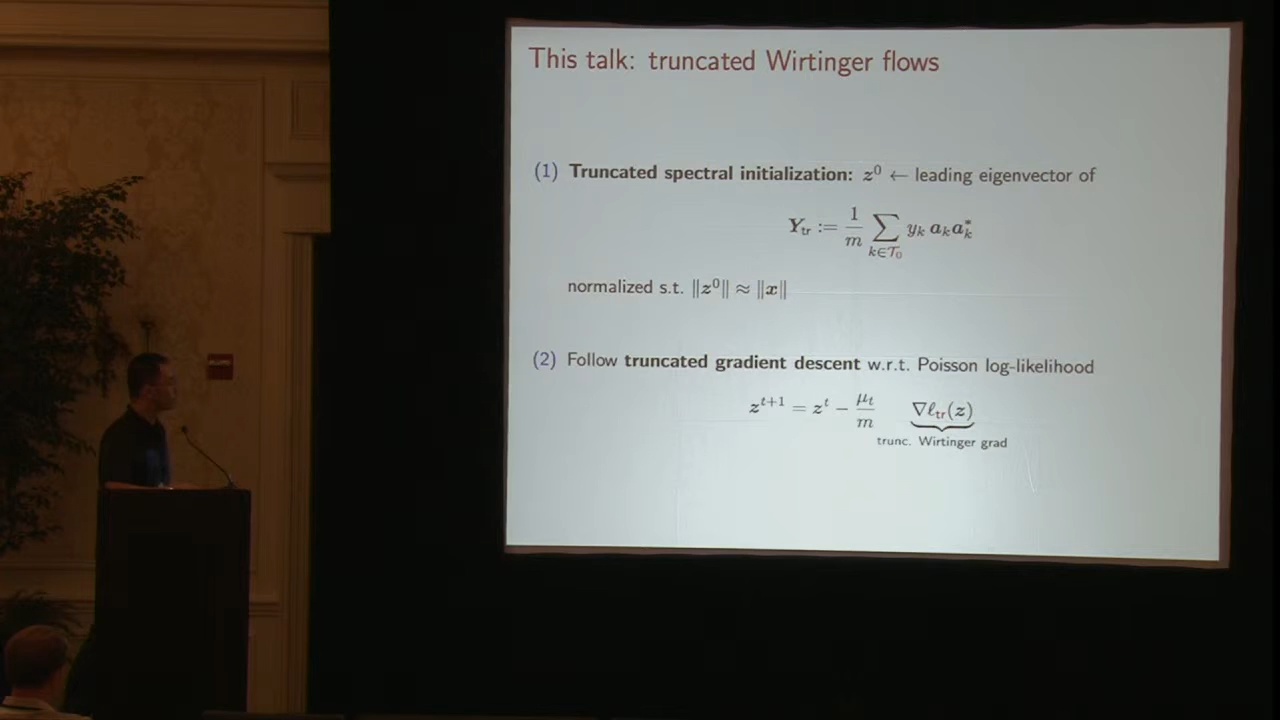 This talk: truncated Wirtinger flows
(1) Truncated spectral initialization: z⁰ ← leading eigenvector of
Y_tr := 1/m ∑_{k∈T₀} y_k a_k a_k^*
normalized s.t. ‖z⁰‖ ≈ ‖x‖
(2) Follow truncated gradient descent w.r.t. Poisson log-likelihood
z^{t+1} = z^t − μ_t/m ∇ℓ_tr(z)
trunc. Wirtinger grad